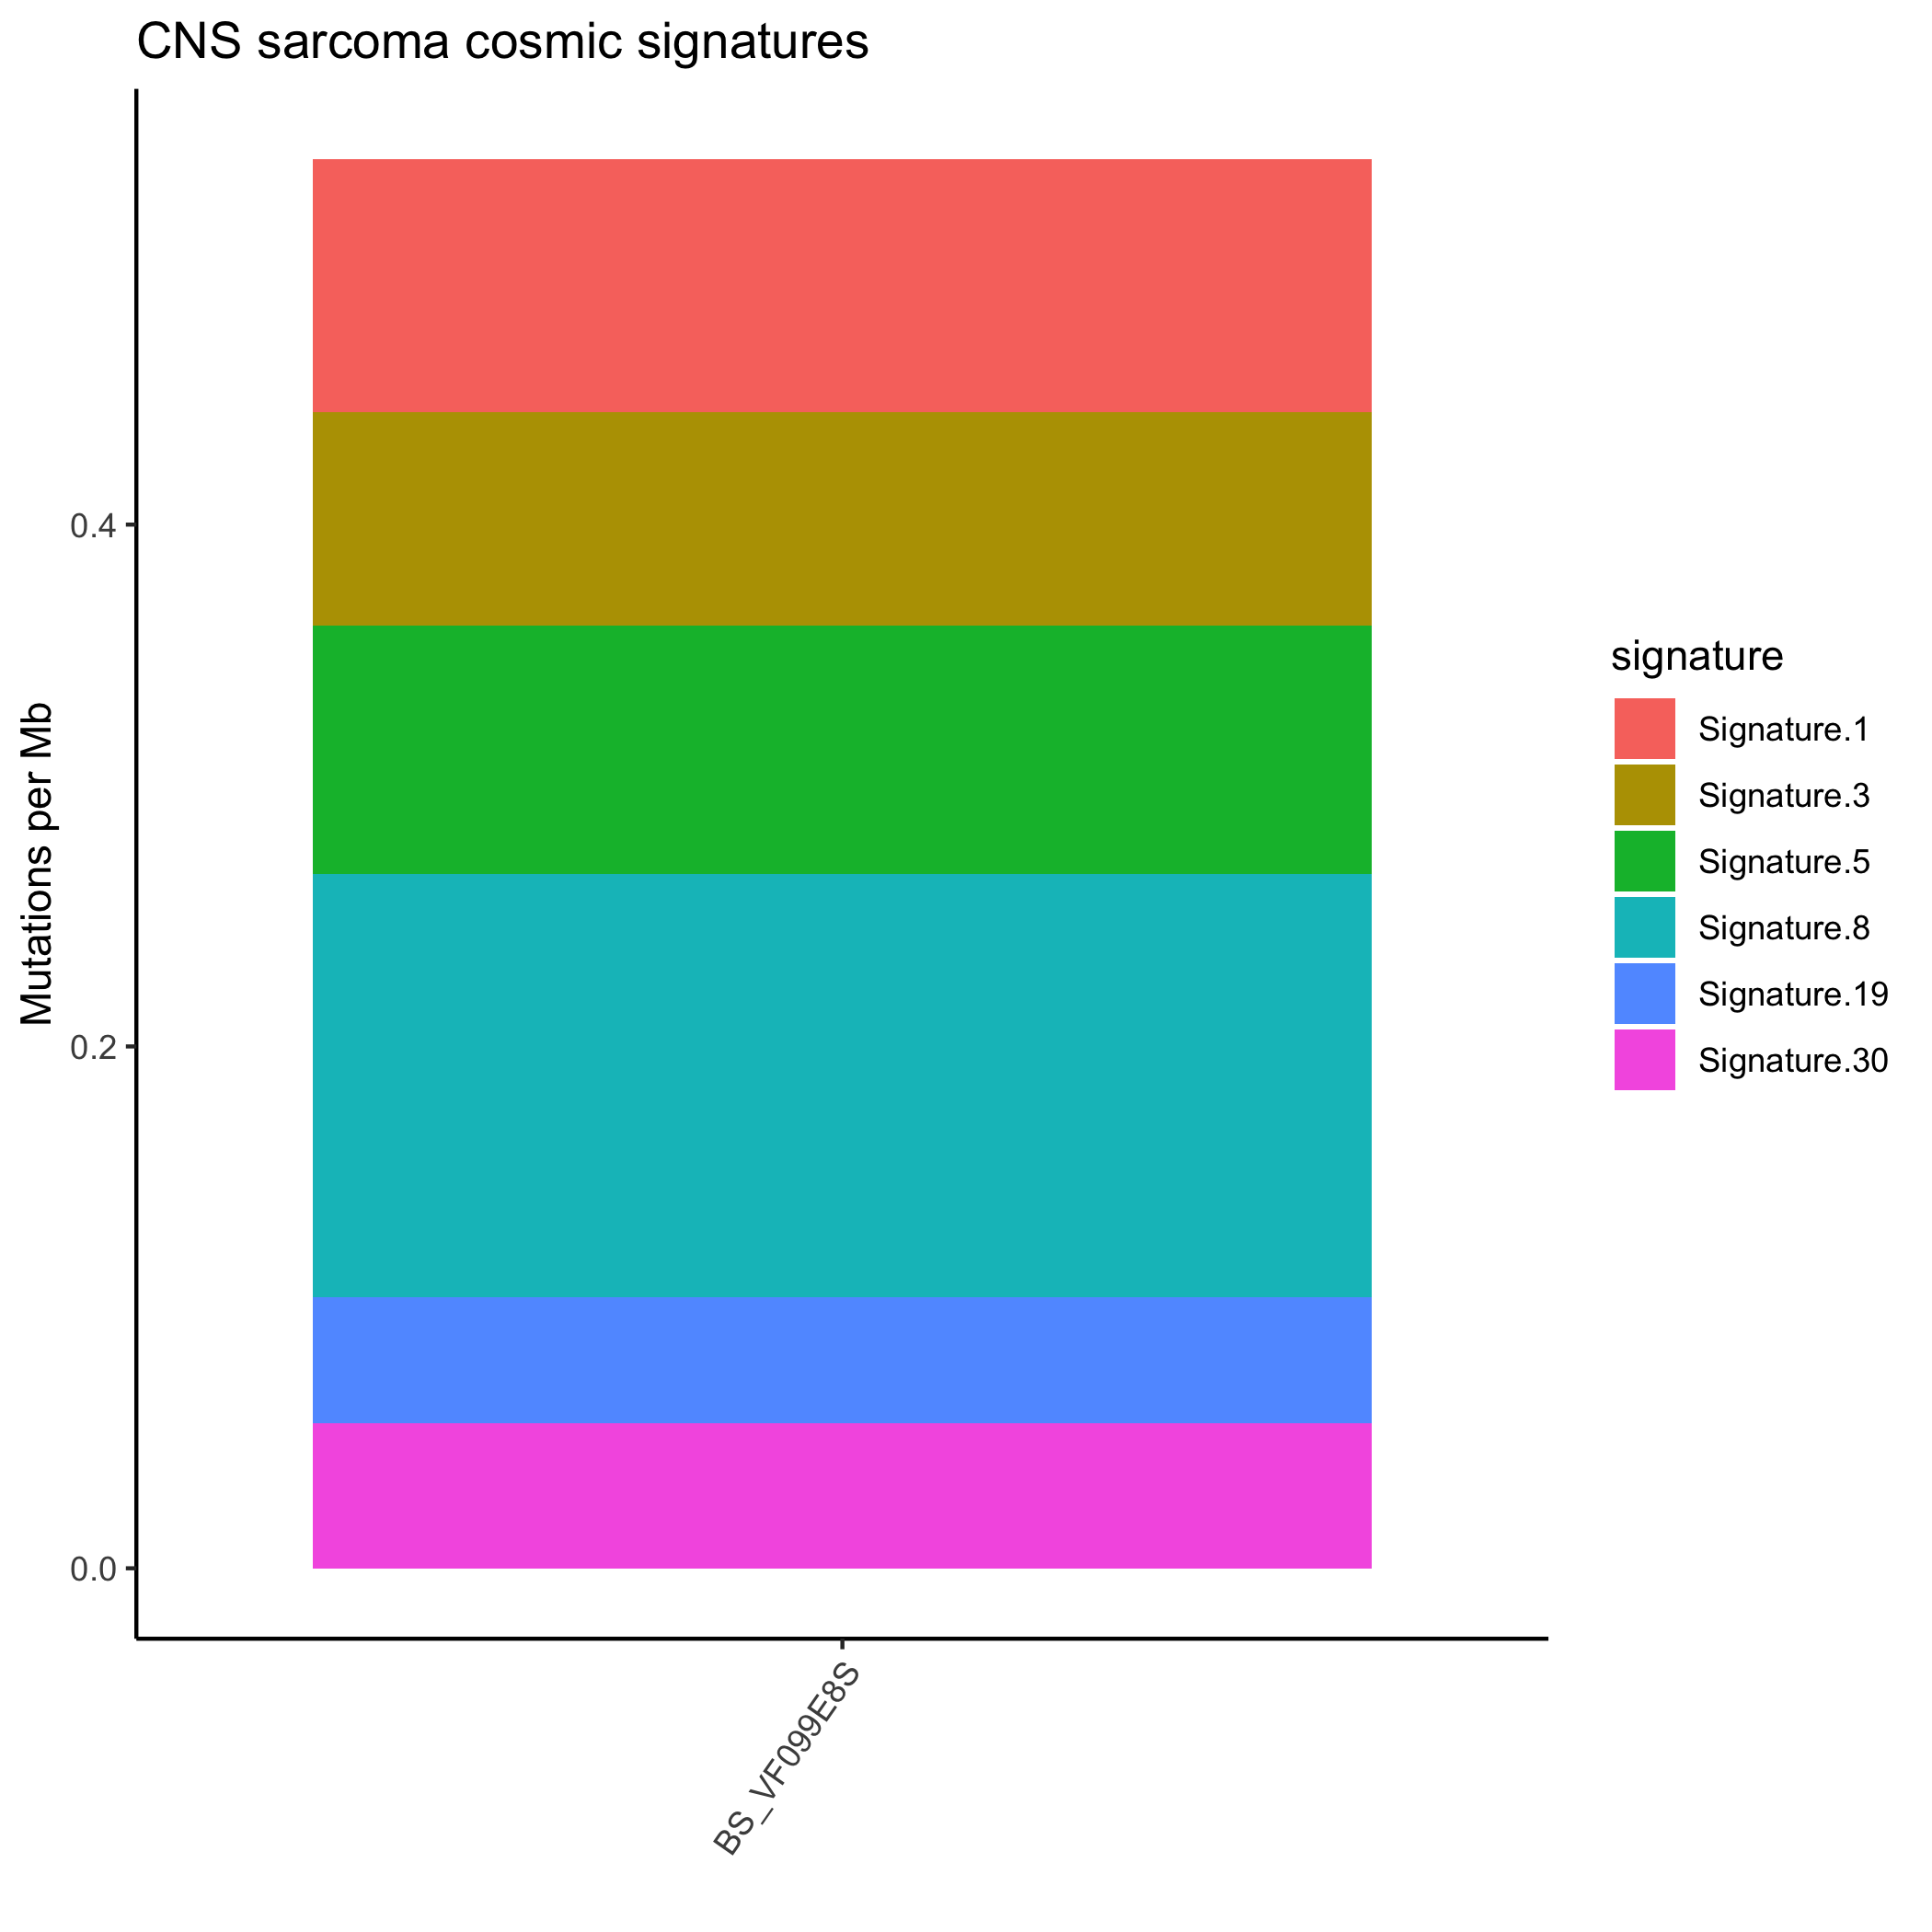 CNS sarcoma cosmic signatures
Mutations per Mb
0.4
0.2
0.0
BS_VF099E8S
signature
Signature.1
Signature.3
Signature.5
Signature.8
Signature.19
Signature.30